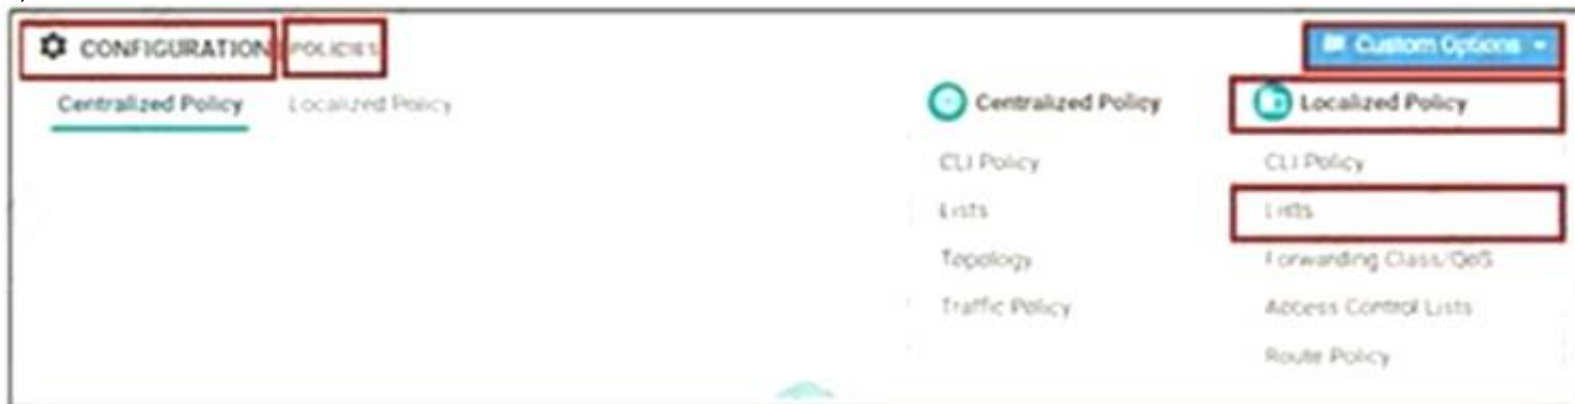 CONFIGURATION POLICIES
Custom Options
Centralized Policy Localized Policy
Centralized Policy
CLI Policy
Lists
Topology
Traffic Policy
Localized Policy
CLI Policy
Lists
Forwarding Class/QoS
Access Control Lists
Route Policy